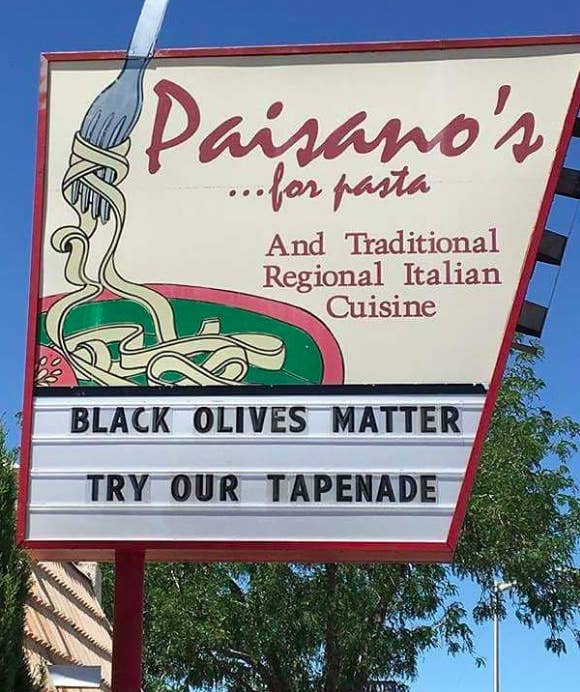 Paisano's
...for pasta
And Traditional
Regional Italian
Cuisine
BLACK OLIVES MATTER
TRY OUR TAPENADE